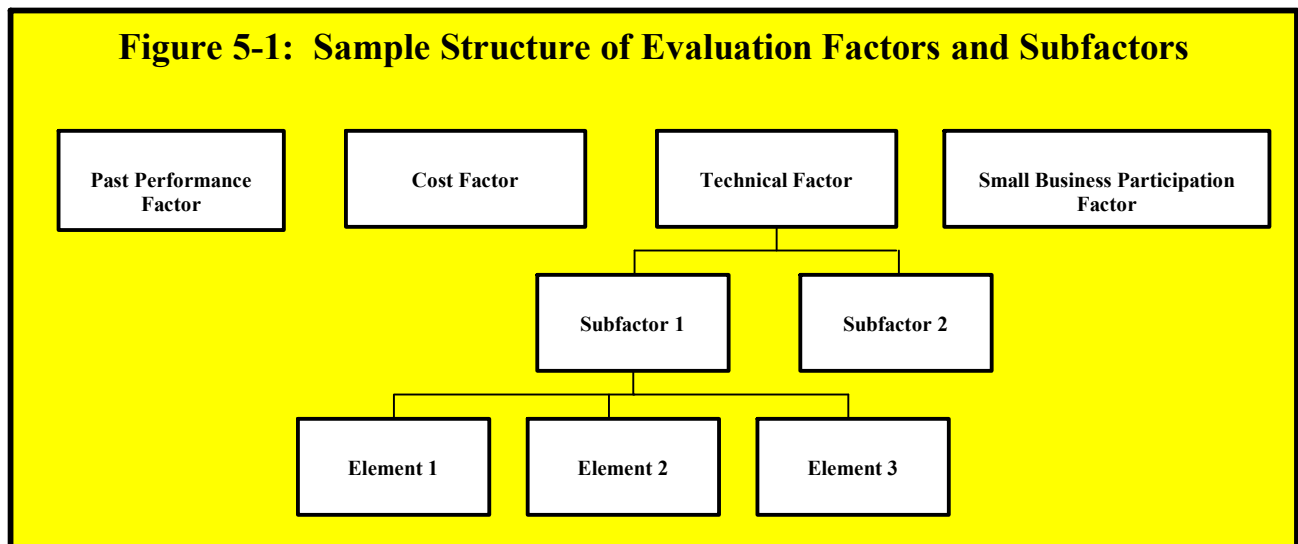 Figure 5-1: Sample Structure of Evaluation Factors and Subfactors
Past Performance
Factor
Cost Factor
Technical Factor
Small Business Participation
Factor
Subfactor 1
Subfactor 2
Element 1
Element 2
Element 3